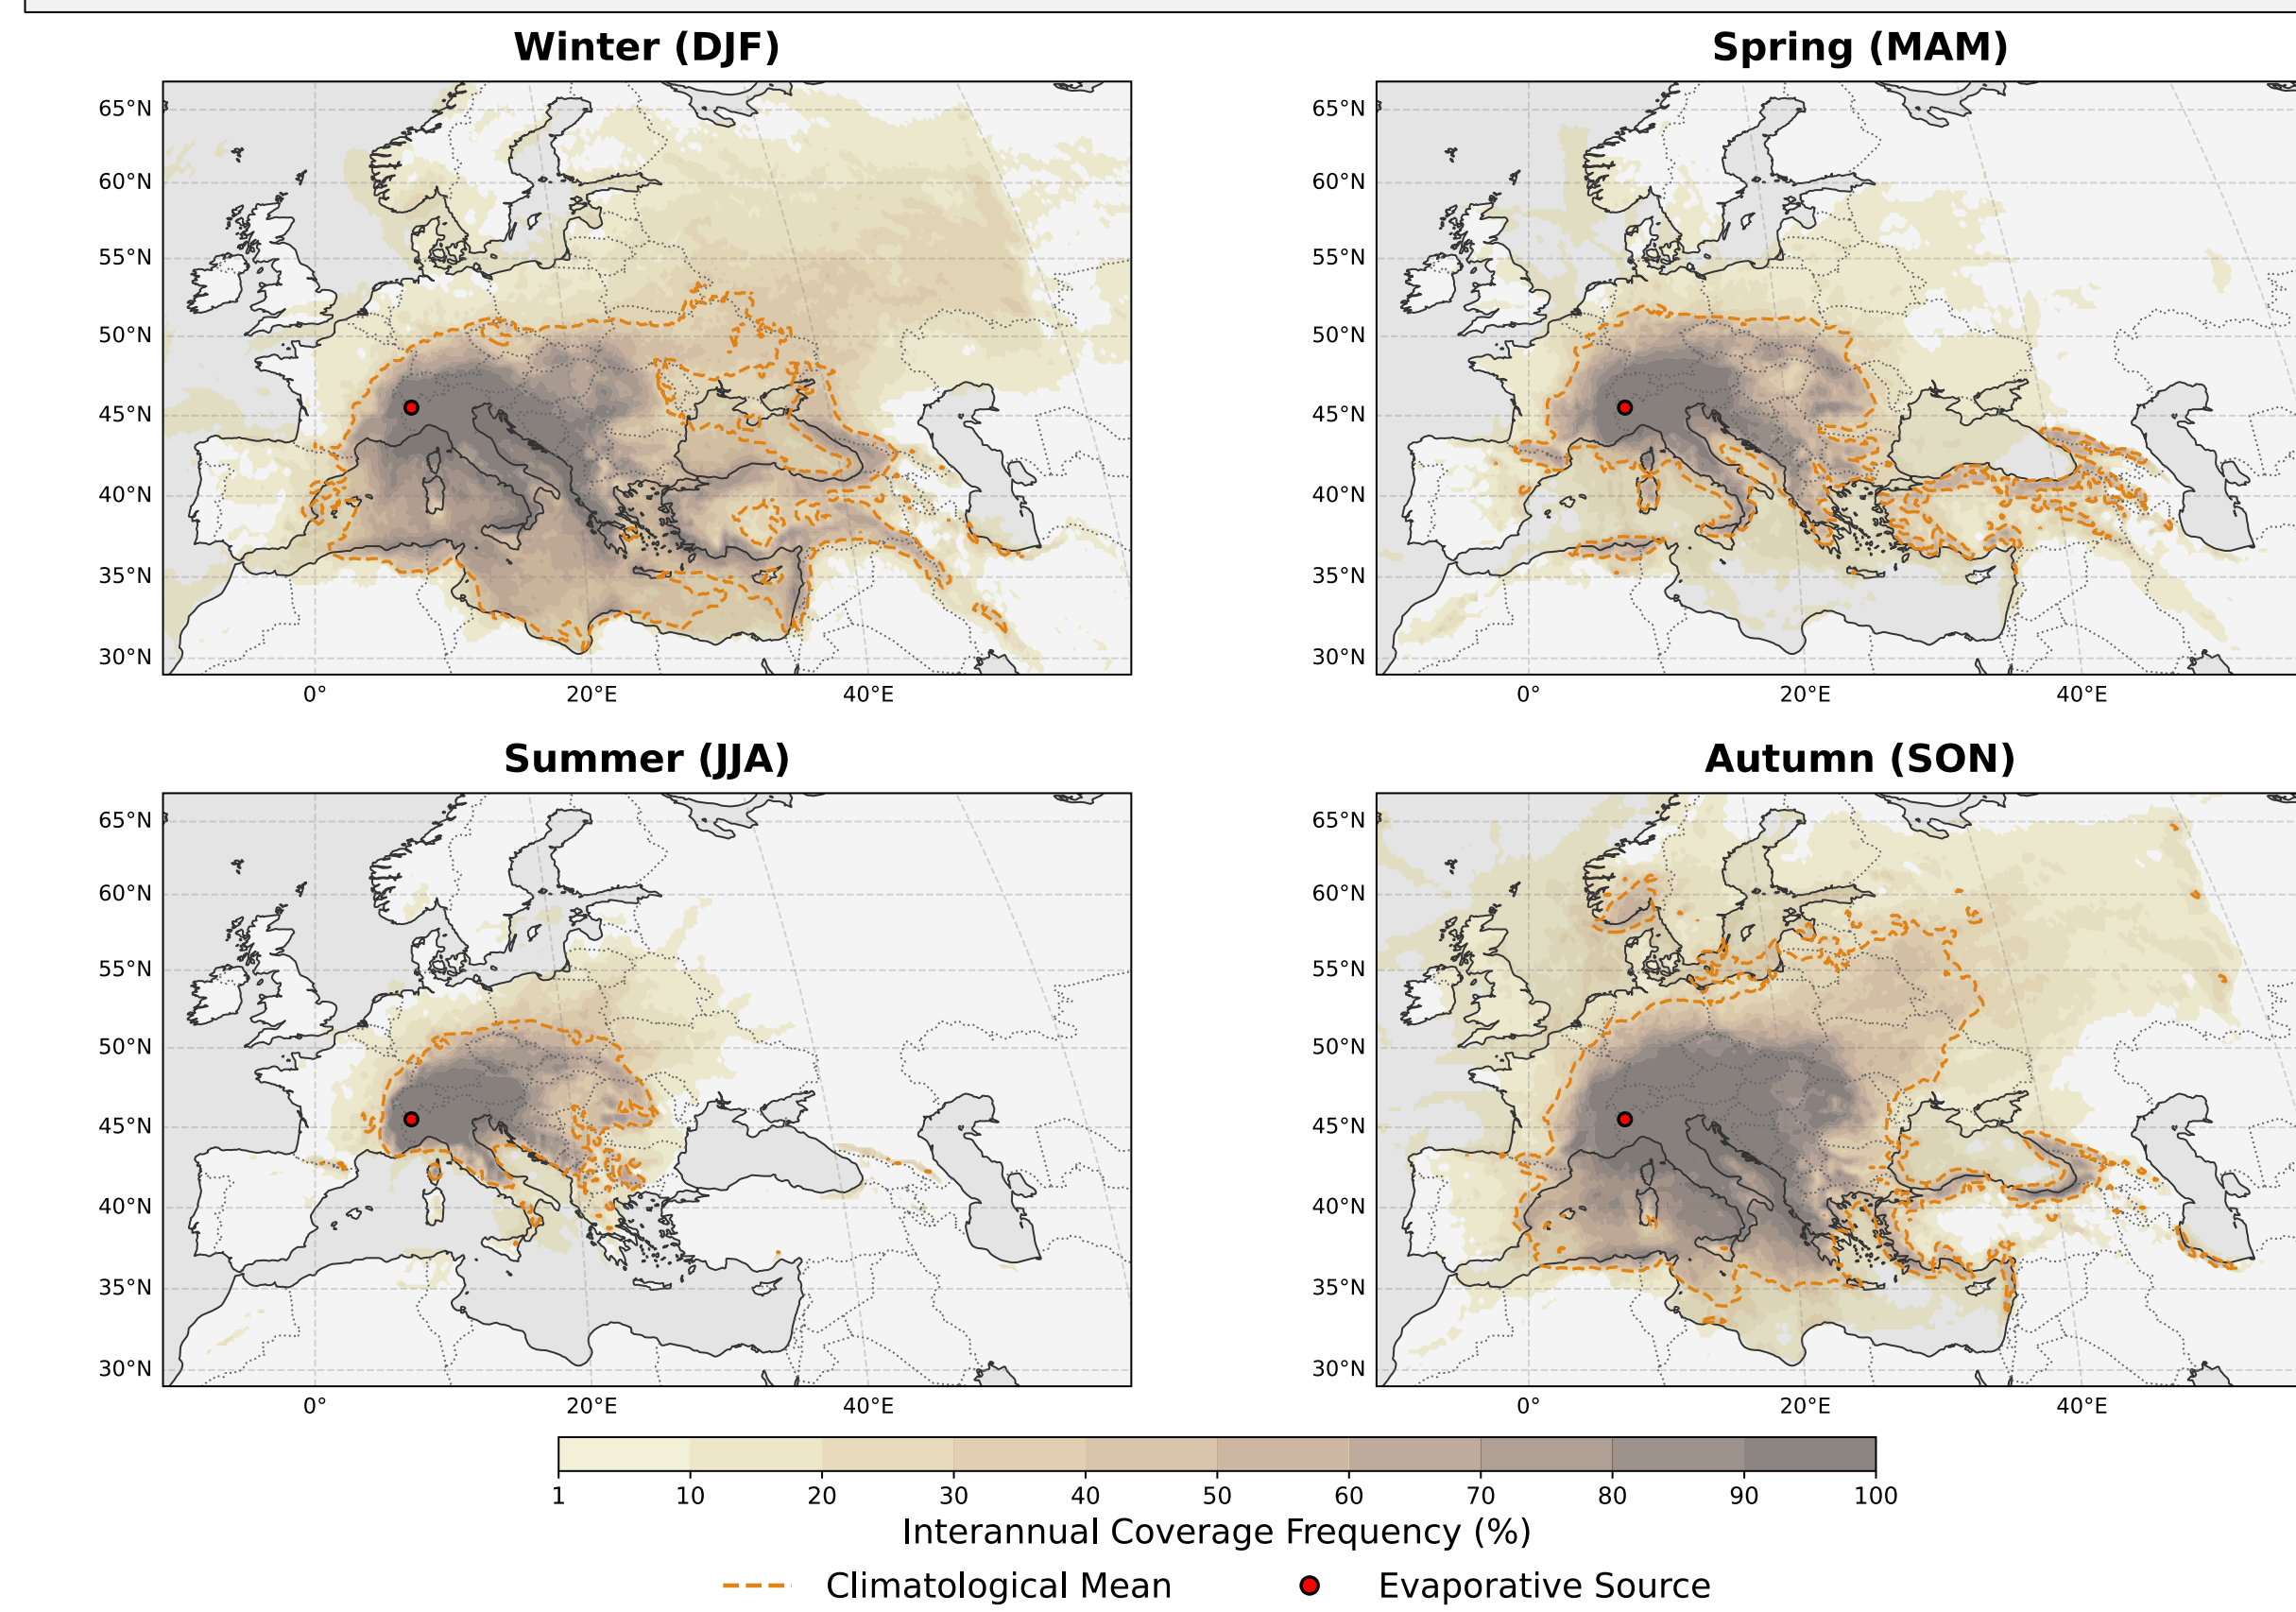 Winter (DJF)
Spring (MAM)
65°N
60°N
55°N
50°N
45°N
40°N
35°N
30°N
0°
20°E
40°E
65°N
60°N
55°N
50°N
45°N
40°N
35°N
30°N
0°
20°E
40°E
Summer (JJA)
Autumn (SON)
65°N
60°N
55°N
50°N
45°N
40°N
35°N
30°N
0°
20°E
40°E
65°N
60°N
55°N
50°N
45°N
40°N
35°N
30°N
0°
20°E
40°E
1 10 20 30 40 50 60 70 80 90 100
Interannual Coverage Frequency (%)
Climatological Mean Evaporative Source